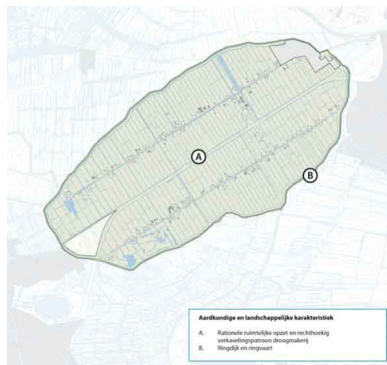 A
B
Aardkundige en landschappelijke karakteristiek
A. Rationele ruimtelijke opzet en rechthoekig
verkavelingspatroon droogmakerij
B. Ringdijk en ringvaart